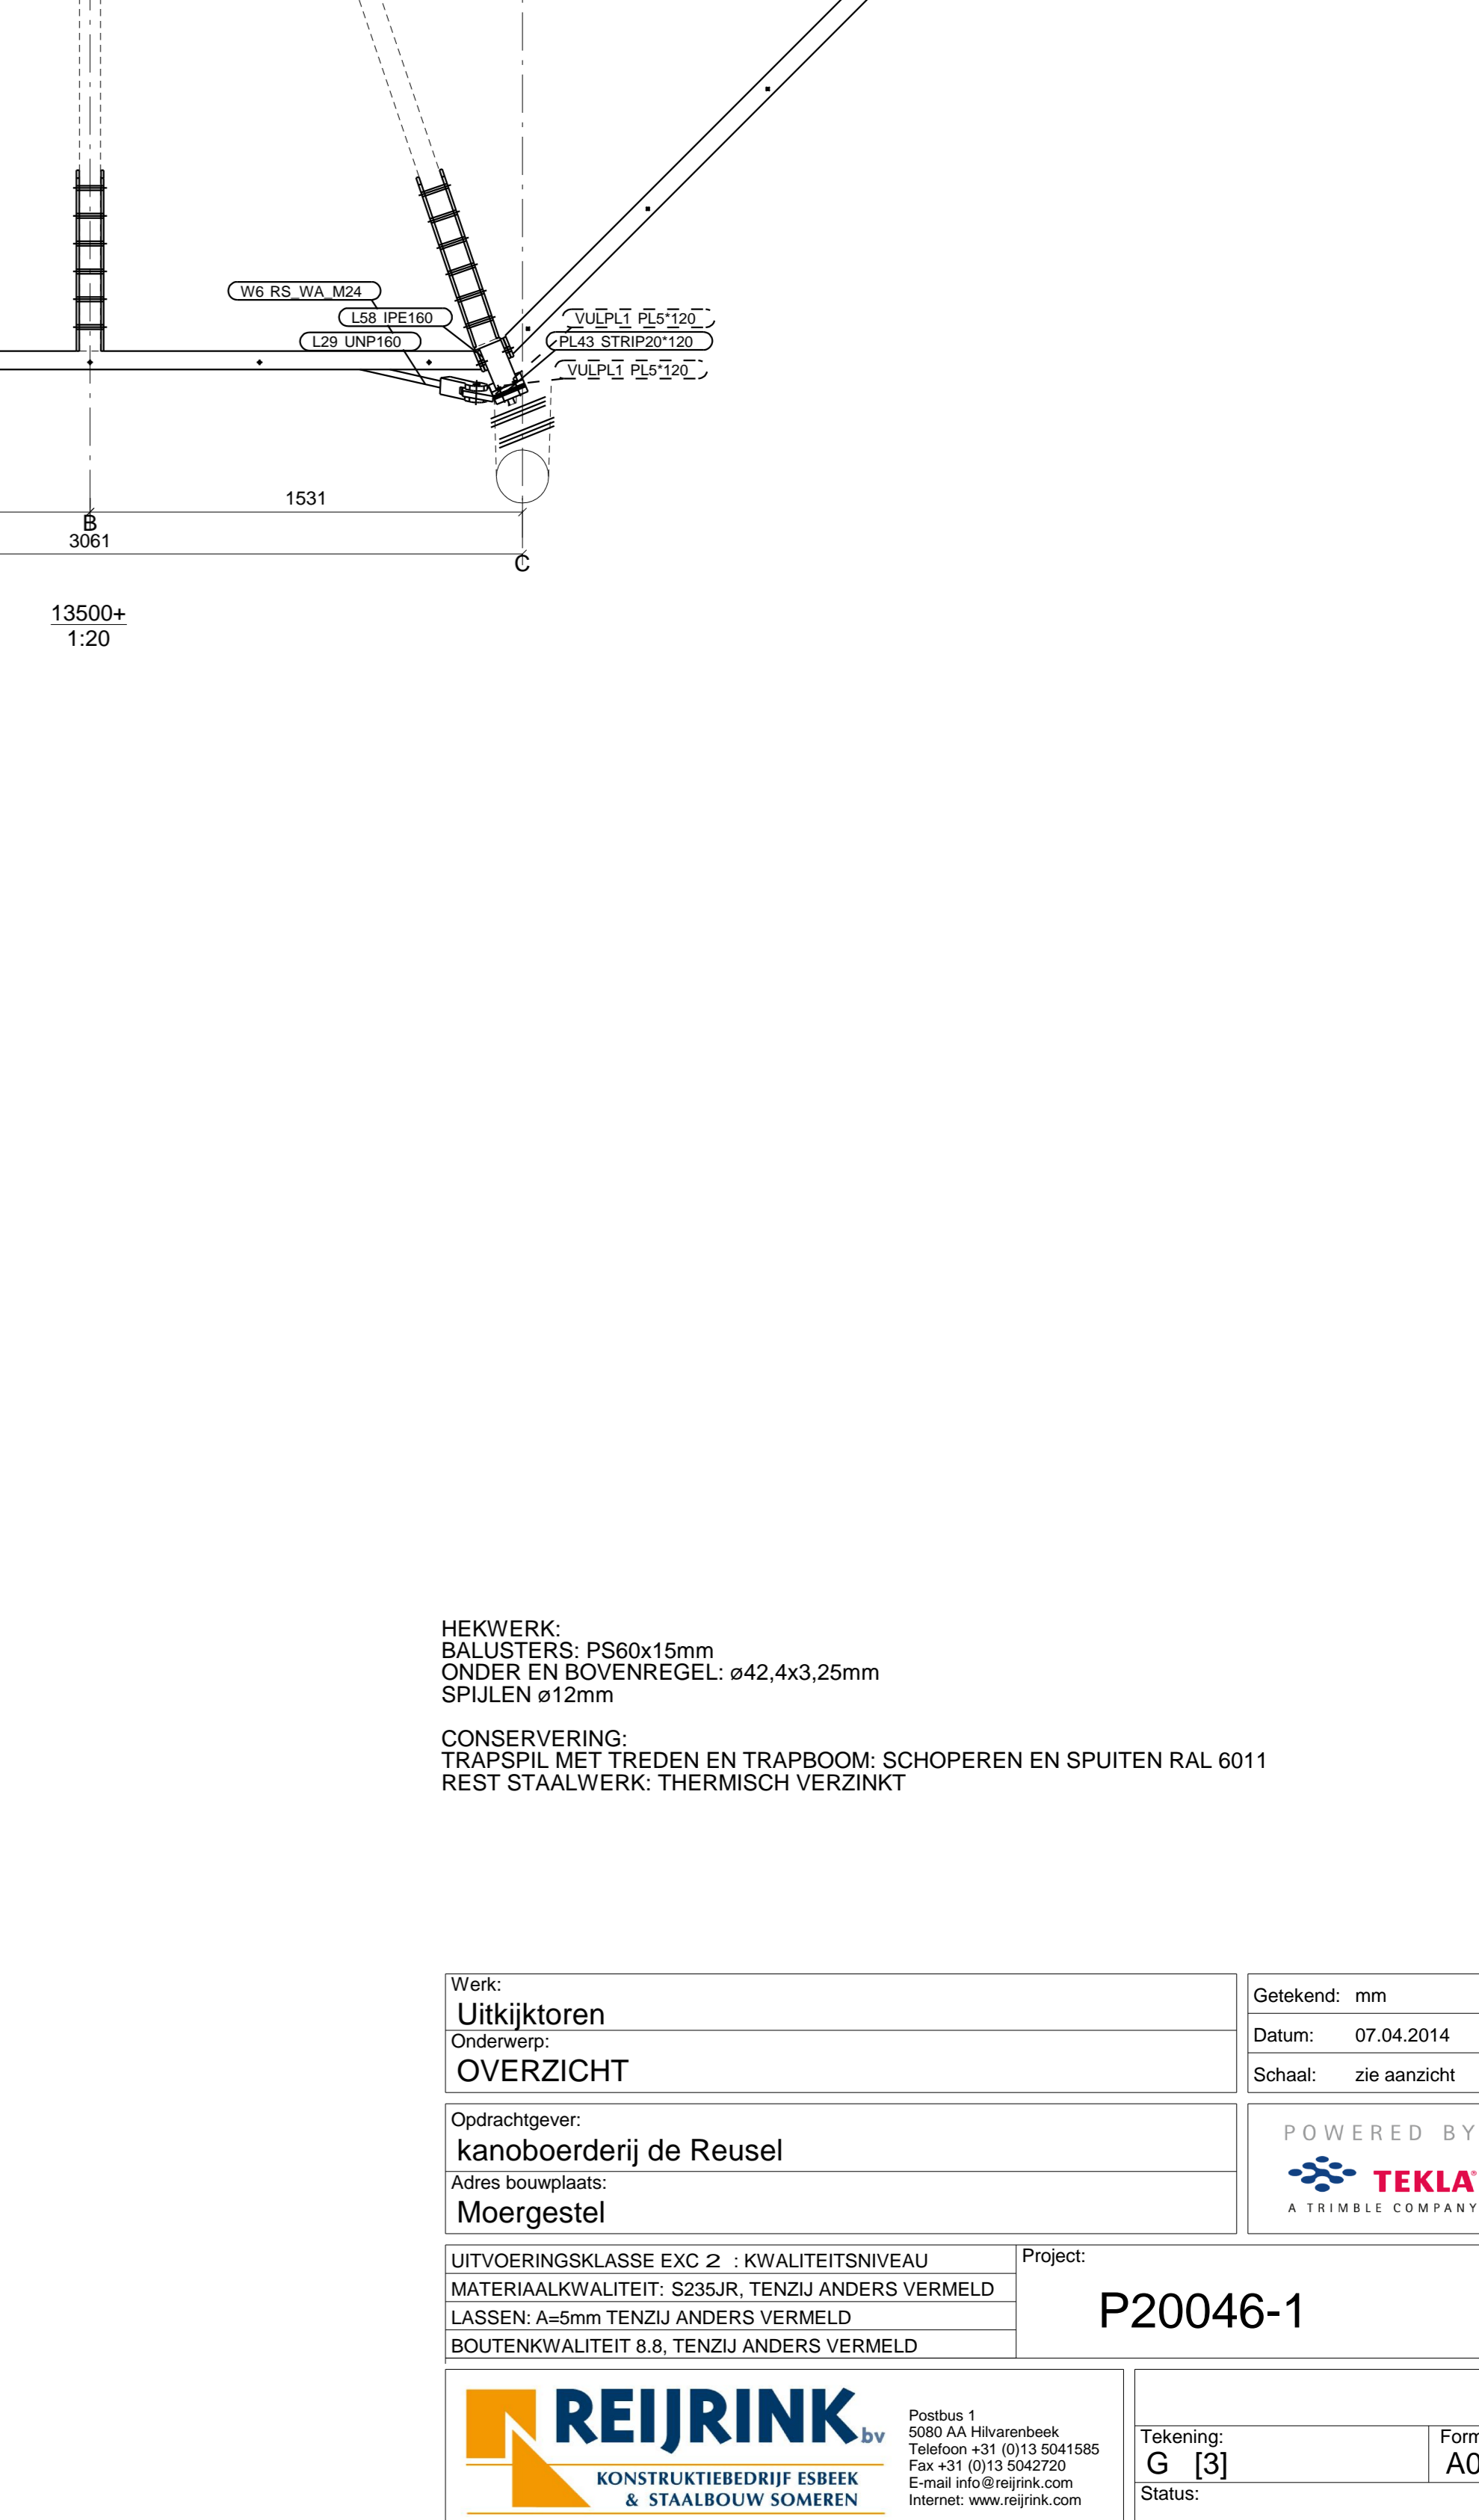 W6 RS_WA_M24
L58 IPE160
L29 UNP160
VULPL1 PL5*120
PL43 STRIP20*120
VULPL1 PL5*120
1531
B
3061
C
13500+
1:20
HEKWERK:
BALUSTERS: PS60x15mm
ONDER EN BOVENREGEL: ø42,4x3,25mm
SPIJLEN ø12mm
CONSERVERING:
TRAPSPIL MET TREDEN EN TRAPBOOM: SCHOPEREN EN SPUITEN RAL 6011
REST STAALWERK: THERMISCH VERZINKT
Werk:
Uitkijktoren
Onderwerp:
OVERZICHT
Getekend: mm
Datum: 07.04.2014
Schaal: zie aanzicht
Opdrachtgever:
kanoboerderij de Reusel
Adres bouwplaats:
Moergestel
POWERED BY
TEKLA®
A TRIMBLE COMPANY
UITVOERINGSKLASSE EXC 2 : KWALITEITSNIVEAU
MATERIAALKWALITEIT: S235JR, TENZIJ ANDERS VERMELD
LASSEN: A=5mm TENZIJ ANDERS VERMELD
BOUTENKWALITEIT 8.8, TENZIJ ANDERS VERMELD
Project:
P20046-1
REIJRINK bv
KONSTRUKTIEBEDRIJF ESBEEK
& STAALBOUW SOMEREN
Postbus 1
5080 AA Hilvarenbeek
Telefoon +31 (0)13 5041585
Fax +31 (0)13 5042720
E-mail info@reijrink.com
Internet: www.reijrink.com
Tekening:
G [3]
Form
A0
Status: